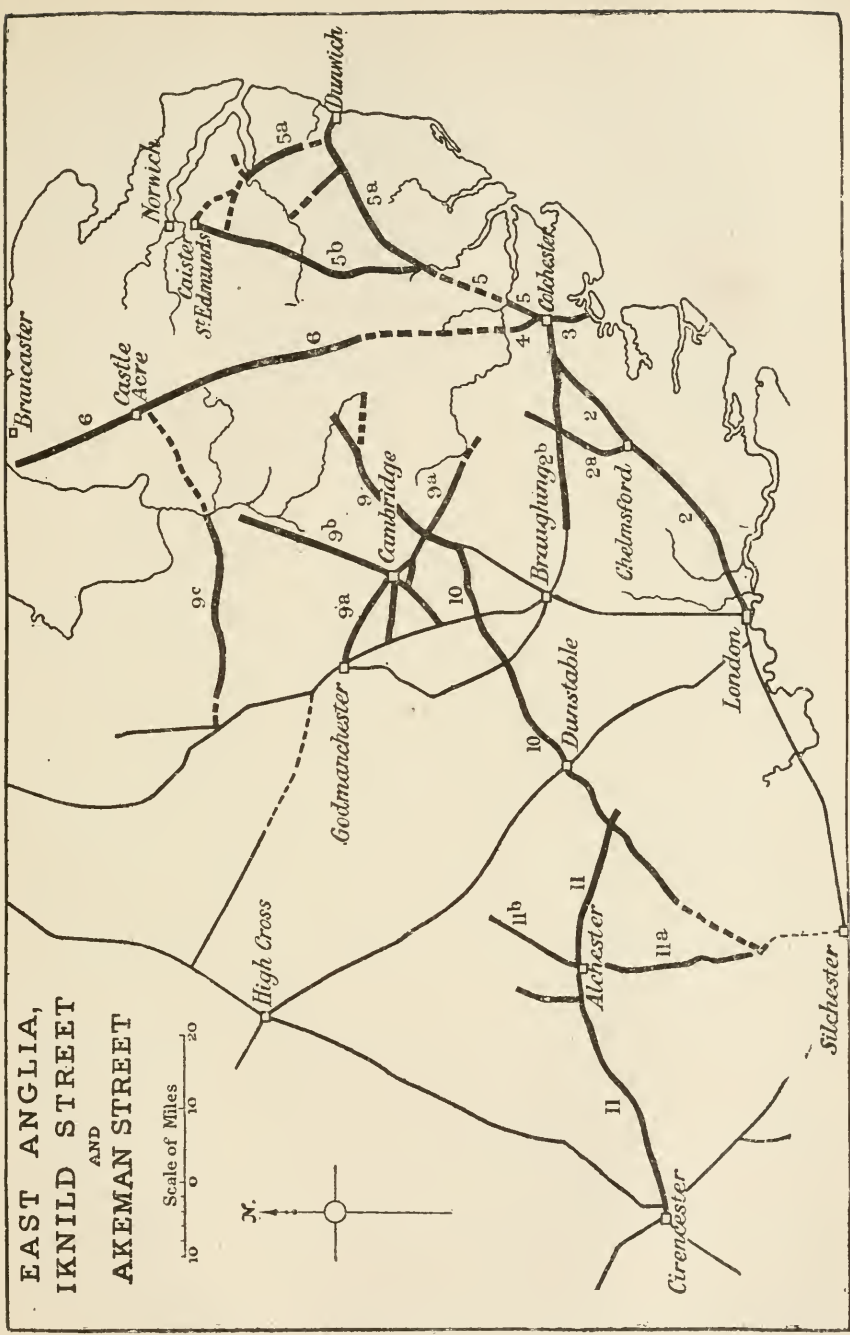 EAST ANGLIA,
IKNILD STREET
AND
AKEMAN STREET
Scale of Miles
10 0 10 20
N.
Brancaster
Castle
Acre
Norwich
Caister
St Edmunds
Dunwich
6
6
5a
5a
5b
5
5
4
3
Colchester
9c
9b
9
9a
9a
Cambridge
Godmanchester
10
10
2b
2a
2
2
Braughing
Chelmsford
Dunstable
London
High Cross
11b
11
11a
11
Alchester
Cirencester
Silchester